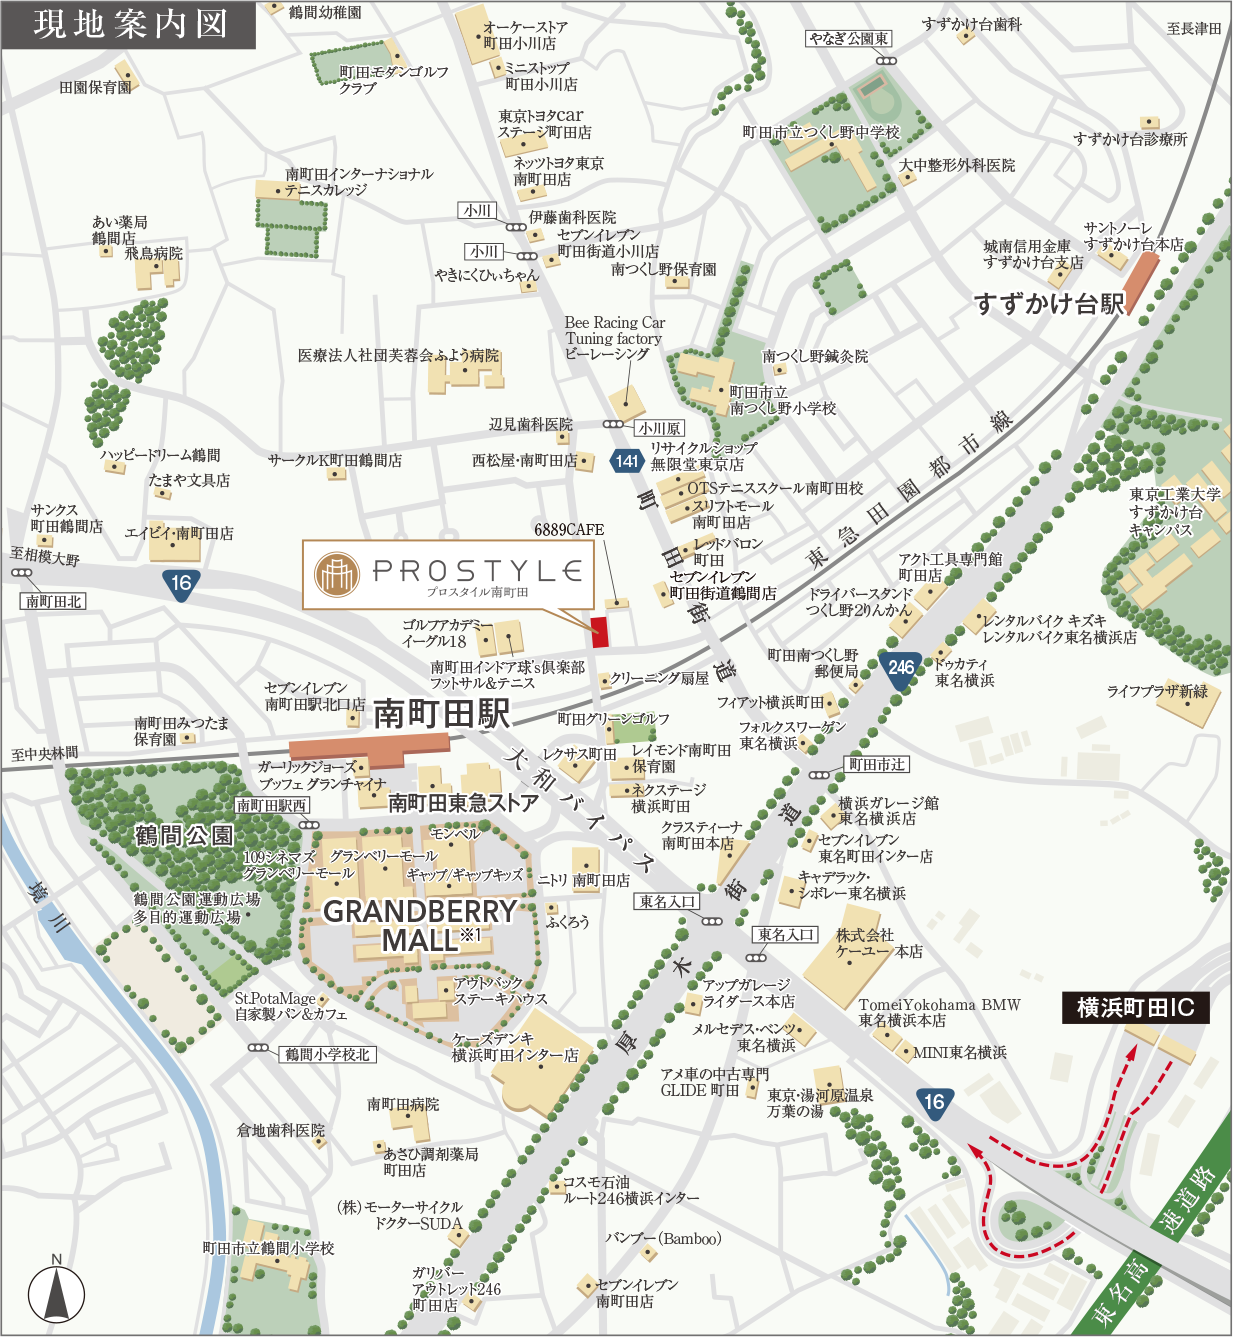 現地案内図
鶴間幼稚園
オーケーストア
町田小川店
ミニストップ
町田小川店
やなぎ公園東
すずかけ台歯科
至長津田
田園保育園
町田モダンゴルフ
クラブ
東京トヨタcar
ステージ町田店
町田市立つくし野中学校
すずかけ台診療所
ネッツトヨタ東京
南町田店
大中整形外科医院
南町田インターナショナル
テニスカレッジ
小川
伊藤歯科医院
あい薬局
鶴間店
飛鳥病院
小川
セブンイレブン
町田街道小川店
サントノーレ
すずかけ台本店
城南信用金庫
すずかけ台支店
やきにくひぃちゃん
南つくし野保育園
すずかけ台駅
Bee Racing Car
Tuning factory
ビーレーシング
医療法人社団芙蓉会ふよう病院
南つくし野鍼灸院
町田市立
南つくし野小学校
辺見歯科医院
小川原
ハッピードリーム鶴間
サークルK町田鶴間店
西松屋・南町田店
141
リサイクルショップ
無限堂東京店
たまや文具店
OTSテニススクール南町田校
スリフトモール
南町田店
東京工業大学
すずかけ台
キャンパス
サンクス
町田鶴間店
エイビイ・南町田店
6889CAFE
町田街道
レッドバロン
町田
東急田園都市線
至相模大野
16
南町田北
PROSTYLE
プロスタイル南町田
セブンイレブン
町田街道鶴間店
アクト工具専門館
町田店
ドライバースタンド
つくし野2りんかん
レンタルバイク キズキ
レンタルバイク東名横浜店
ゴルフアカデミー
イーグル18
南町田インドア球's倶楽部
フットサル&テニス
クリーニング扇屋
町田南つくし野
郵便局
246
ドゥカティ
東名横浜
セブンイレブン
南町田駅北口店
南町田駅
フィアット横浜町田
ライフプラザ新緑
南町田みつたま
保育園
町田グリーンゴルフ
フォルクスワーゲン
東名横浜
至中央林間
ガーリックジョーズ
ブッフェ グランチャイナ
レクサス町田
レイモンド南町田
保育園
町田市辻
大和バイパス
南町田駅西
南町田東急ストア
ネクステージ
横浜町田
横浜ガレージ館
東名横浜店
鶴間公園
モンベル
クラスティーナ
南町田本店
セブンイレブン
東名町田インター店
109シネマズ
グランベリーモール
グランベリーモール
ギャップ/ギャップキッズ
ニトリ 南町田店
キャデラック・
シボレー東名横浜
境川
鶴間公園運動広場
多目的運動広場
GRANDBERRY
MALL※1
ふくろう
東名入口
東名入口
株式会社
ケーユー本店
厚木街道
アウトバック
ステーキハウス
アップガレージ
ライダース本店
St.PotaMage
自家製パン&カフェ
TomeiYokohama BMW
東名横浜本店
横浜町田IC
メルセデス・ベンツ
東名横浜
MINI東名横浜
鶴間小学校北
ケーズデンキ
横浜町田インター店
アメ車の中古専門
GLIDE 町田
東京・湯河原温泉
万葉の湯
16
南町田病院
倉地歯科医院
あさひ調剤薬局
町田店
コスモ石油
ルート246横浜インター
(株)モーターサイクル
ドクターSUDA
バンブー(Bamboo)
町田市立鶴間小学校
N
ガリバー
アウトレット246
町田店
セブンイレブン
南町田店
東名高速道路